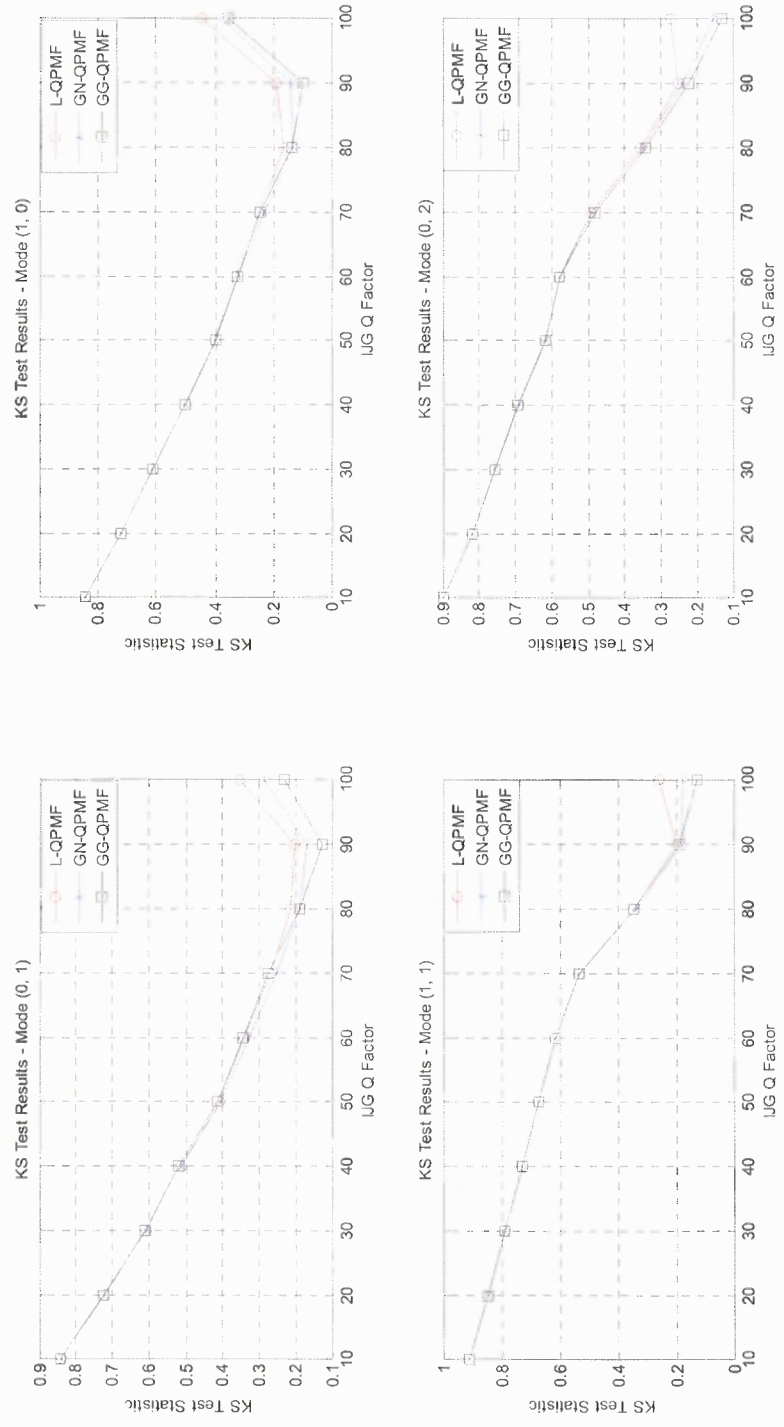 KS Test Results - Mode (0, 1)
KS Test Statistic
0.9
0.8
0.7
0.6
0.5
0.4
0.3
0.2
0.1
10
20
30
40
50
60
70
80
90
100
IJG Q Factor
L-QPMF
GN-QPMF
GG-QPMF
KS Test Results - Mode (1, 0)
KS Test Statistic
1
0.8
0.6
0.4
0.2
0
10
20
30
40
50
60
70
80
90
100
IJG Q Factor
L-QPMF
GN-QPMF
GG-QPMF
KS Test Results - Mode (1, 1)
KS Test Statistic
1
0.8
0.6
0.4
0.2
0
10
20
30
40
50
60
70
80
90
100
IJG Q Factor
L-QPMF
GN-QPMF
GG-QPMF
KS Test Results - Mode (0, 2)
KS Test Statistic
0.9
0.8
0.7
0.6
0.5
0.4
0.3
0.2
0.1
10
20
30
40
50
60
70
80
90
100
IJG Q Factor
L-QPMF
GN-QPMF
GG-QPMF